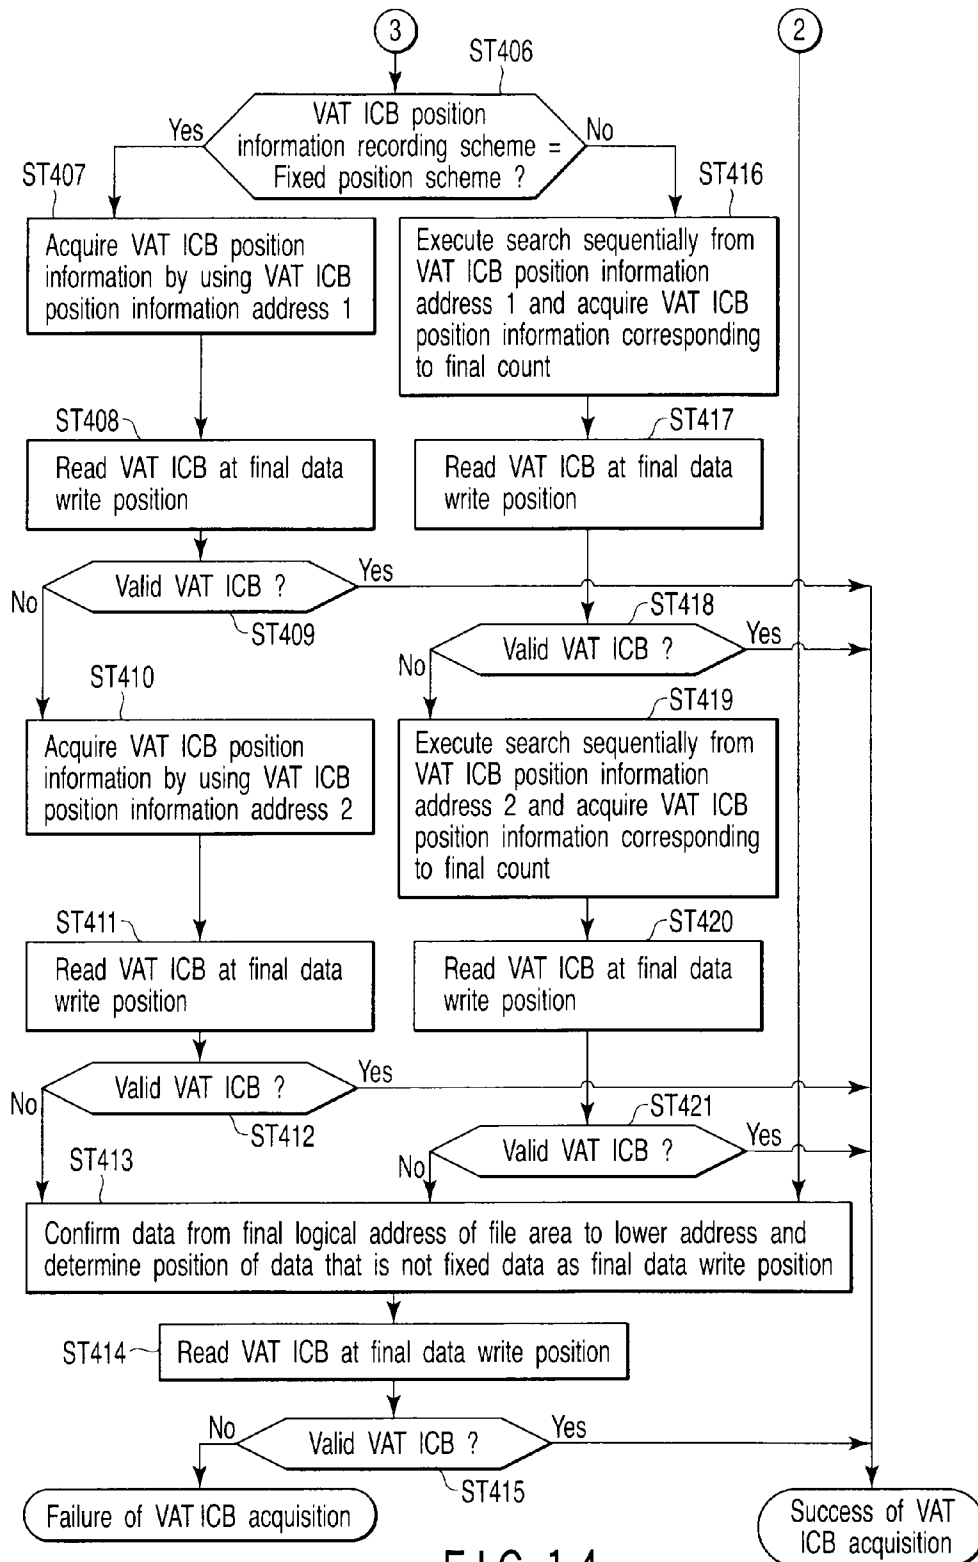 3
2
ST406
VAT ICB position
information recording scheme =
Fixed position scheme ?
Yes
No
ST407
ST416
Acquire VAT ICB position
information by using VAT ICB
position information address 1
Execute search sequentially from
VAT ICB position information
address 1 and acquire VAT ICB
position information corresponding
to final count
ST408
ST417
Read VAT ICB at final data
write position
Read VAT ICB at final data
write position
Valid VAT ICB ?
Yes
No
ST409
ST418
Valid VAT ICB ?
Yes
No
ST410
ST419
Acquire VAT ICB position
information by using VAT ICB
position information address 2
Execute search sequentially from
VAT ICB position information
address 2 and acquire VAT ICB
position information corresponding
to final count
ST411
ST420
Read VAT ICB at final data
write position
Read VAT ICB at final data
write position
Valid VAT ICB ?
Yes
No
ST412
ST421
Valid VAT ICB ?
Yes
No
ST413
Confirm data from final logical address of file area to lower address and
determine position of data that is not fixed data as final data write position
ST414
Read VAT ICB at final data write position
No
Valid VAT ICB ?
Yes
ST415
Failure of VAT ICB acquisition
Success of VAT
ICB acquisition
FIG. 14